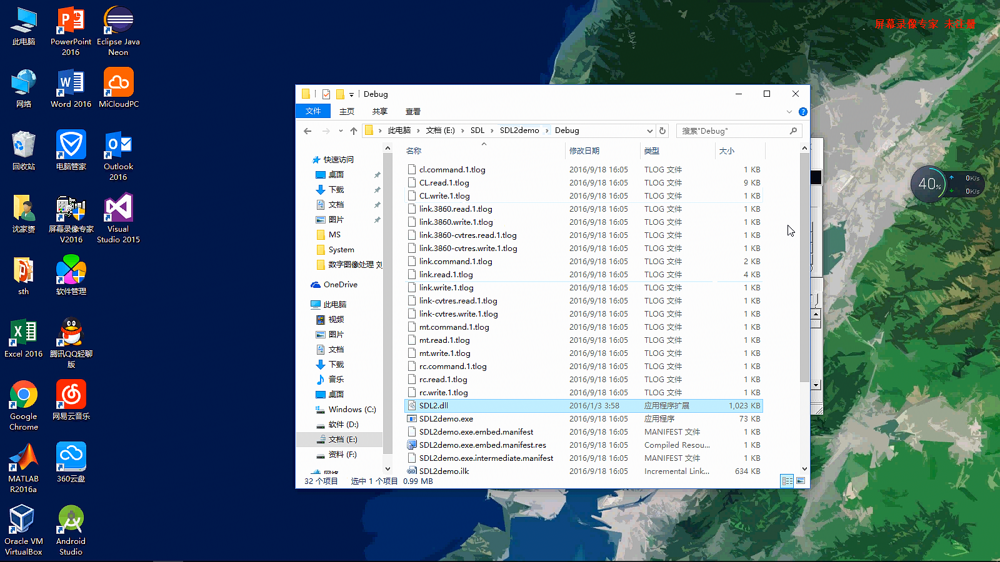 此电脑
PowerPoint
2016
Eclipse Java
Neon
网络
Word 2016
MiCloudPC
回收站
电脑管家
Outlook
2016
沈家赟
屏幕录像专家
V2016
Visual
Studio 2015
sth
软件管理
Excel 2016
腾讯QQ轻聊
版
Google
Chrome
网易云音乐
MATLAB
R2016a
360云盘
Oracle VM
VirtualBox
Android
Studio
屏幕录像专家 未注册
40%
0K/s
0K/s
Debug
文件 主页 共享 查看
此电脑 文档 (E:) SDL SDL2demo Debug
搜索"Debug"
快速访问
桌面
下载
文档
图片
MS
System
数字图像处理
OneDrive
此电脑
视频
图片
文档
下载
音乐
桌面
Windows (C:)
软件 (D:)
文档 (E:)
资料 (F:)
网络
名称 修改日期 类型 大小
cl.command.1.tlog 2016/9/18 16:05 TLOG 文件 1 KB
CL.read.1.tlog 2016/9/18 16:05 TLOG 文件 9 KB
CL.write.1.tlog 2016/9/18 16:05 TLOG 文件 1 KB
link.3860.read.1.tlog 2016/9/18 16:05 TLOG 文件 1 KB
link.3860.write.1.tlog 2016/9/18 16:05 TLOG 文件 1 KB
link.3860-cvtres.read.1.tlog 2016/9/18 16:05 TLOG 文件 1 KB
link.3860-cvtres.write.1.tlog 2016/9/18 16:05 TLOG 文件 1 KB
link.command.1.tlog 2016/9/18 16:05 TLOG 文件 2 KB
link.read.1.tlog 2016/9/18 16:05 TLOG 文件 4 KB
link.write.1.tlog 2016/9/18 16:05 TLOG 文件 1 KB
link-cvtres.read.1.tlog 2016/9/18 16:05 TLOG 文件 1 KB
link-cvtres.write.1.tlog 2016/9/18 16:05 TLOG 文件 1 KB
mt.command.1.tlog 2016/9/18 16:05 TLOG 文件 1 KB
mt.read.1.tlog 2016/9/18 16:05 TLOG 文件 1 KB
mt.write.1.tlog 2016/9/18 16:05 TLOG 文件 1 KB
rc.command.1.tlog 2016/9/18 16:05 TLOG 文件 1 KB
rc.read.1.tlog 2016/9/18 16:05 TLOG 文件 1 KB
rc.write.1.tlog 2016/9/18 16:05 TLOG 文件 1 KB
SDL2.dll 2016/1/3 3:58 应用程序扩展 1,023 KB
SDL2demo.exe 2016/9/18 16:05 应用程序 73 KB
SDL2demo.exe.embed.manifest 2016/9/18 16:05 MANIFEST 文件 1 KB
SDL2demo.exe.embed.manifest.res 2016/9/18 16:05 Compiled Resou... 1 KB
SDL2demo.exe.intermediate.manifest 2016/9/18 16:05 MANIFEST 文件 1 KB
SDL2demo.ilk 2016/9/18 16:05 Incremental Link... 634 KB
32 个项目 选中 1 个项目 0.99 MB